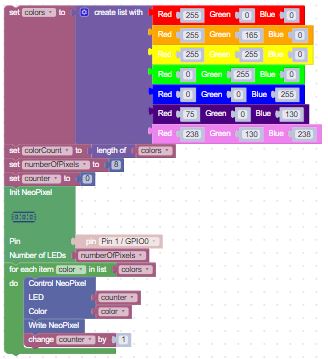 set colors to create list with Red 255 Green 0 Blue 0
Red 255 Green 165 Blue 0
Red 255 Green 255 Blue 0
Red 0 Green 255 Blue 0
Red 0 Green 0 Blue 255
Red 75 Green 0 Blue 130
Red 238 Green 130 Blue 238
set colorCount to length of colors
set numberOfPixels to 8
set counter to 0
Init NeoPixel
Pin pin Pin 1 / GPIO0
Number of LEDs numberOfPixels
for each item color in list colors
do Control NeoPixel
LED counter
Color color
Write NeoPixel
change counter by 1